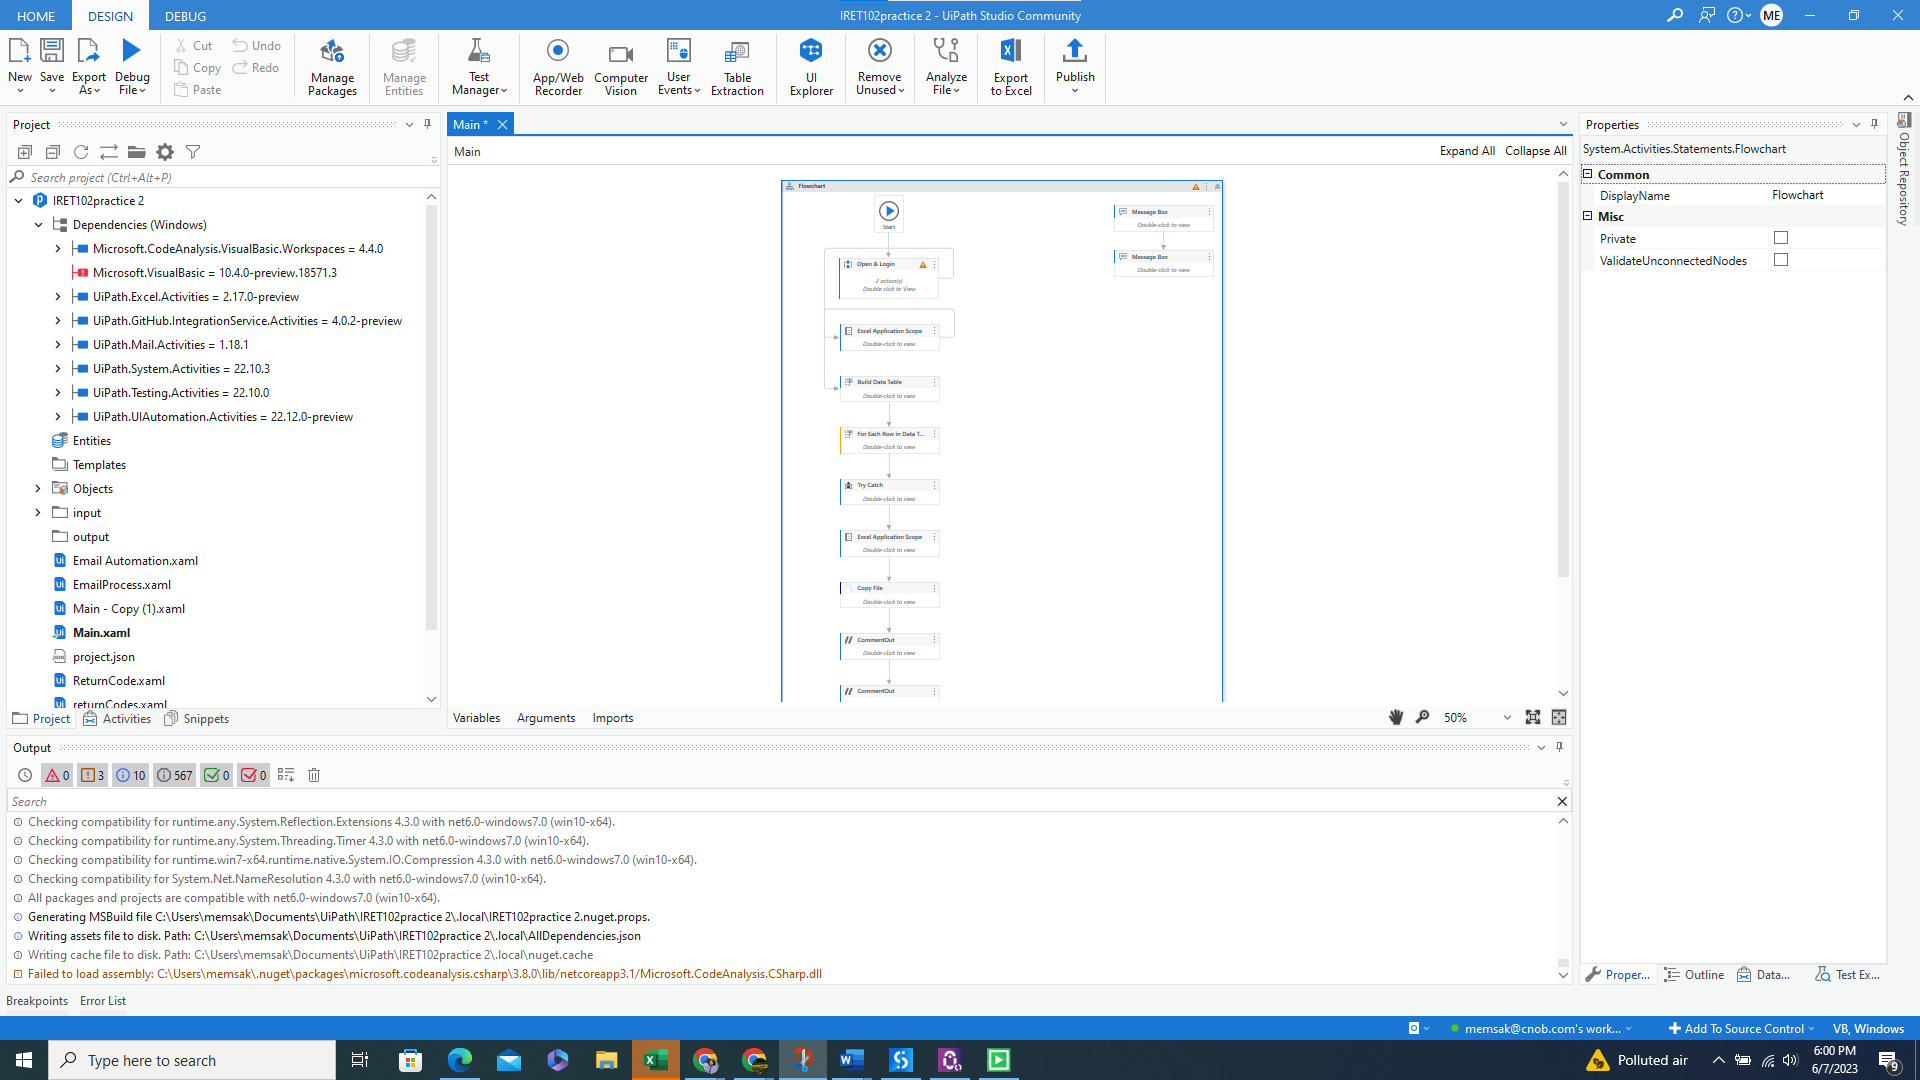 HOME DESIGN DEBUG
IRET102practice 2 - UiPath Studio Community
ME
New Save Export As Debug File
Cut Copy Paste Undo Redo
Manage Packages
Manage Entities
Test Manager
App/Web Recorder
Computer Vision
User Events
Table Extraction
UI Explorer
Remove Unused
Analyze File
Export to Excel
Publish
Project
Search project (Ctrl+Alt+P)
IRET102practice 2
Dependencies (Windows)
Microsoft.CodeAnalysis.VisualBasic.Workspaces = 4.4.0
Microsoft.VisualBasic = 10.4.0-preview.18571.3
UiPath.Excel.Activities = 2.17.0-preview
UiPath.GitHub.IntegrationService.Activities = 4.0.2-preview
UiPath.Mail.Activities = 1.18.1
UiPath.System.Activities = 22.10.3
UiPath.Testing.Activities = 22.10.0
UiPath.UIAutomation.Activities = 22.12.0-preview
Entities
Templates
Objects
input
output
Email Automation.xaml
EmailProcess.xaml
Main - Copy (1).xaml
Main.xaml
project.json
ReturnCode.xaml
returnCodes.xaml
Project Activities Snippets
Main *
Main
Expand All Collapse All
Flowchart
Start
Open & Login
2 action(s)
Double click to View
Excel Application Scope
Double-click to view
Build Data Table
Double-click to view
For Each Row in Data T...
Double-click to view
Try Catch
Double-click to view
Excel Application Scope
Double-click to view
Copy File
Double-click to view
CommentOut
Double-click to view
CommentOut
Message Box
Double-click to view
Message Box
Double-click to view
Variables Arguments Imports
50%
Properties
System.Activities.Statements.Flowchart
Common
DisplayName Flowchart
Misc
Private
ValidateUnconnectedNodes
Object Repository
Proper... Outline Data... Test Ex...
Output
0 3 10 567 0 0
Search
Checking compatibility for runtime.any.System.Reflection.Extensions 4.3.0 with net6.0-windows7.0 (win10-x64).
Checking compatibility for runtime.any.System.Threading.Timer 4.3.0 with net6.0-windows7.0 (win10-x64).
Checking compatibility for runtime.win7-x64.runtime.native.System.IO.Compression 4.3.0 with net6.0-windows7.0 (win10-x64).
Checking compatibility for System.Net.NameResolution 4.3.0 with net6.0-windows7.0 (win10-x64).
All packages and projects are compatible with net6.0-windows7.0 (win10-x64).
Generating MSBuild file C:\Users\memsak\Documents\UiPath\IRET102practice 2\.local\IRET102practice 2.nuget.props.
Writing assets file to disk. Path: C:\Users\memsak\Documents\UiPath\IRET102practice 2\.local\AllDependencies.json
Writing cache file to disk. Path: C:\Users\memsak\Documents\UiPath\IRET102practice 2\.local\nuget.cache
Failed to load assembly: C:\Users\memsak\.nuget\packages\microsoft.codeanalysis.csharp\3.8.0\lib/netcoreapp3.1/Microsoft.CodeAnalysis.CSharp.dll
Breakpoints Error List
memsak@cnob.com's work... Add To Source Control VB, Windows
Type here to search
Polluted air
6:00 PM
6/7/2023
9